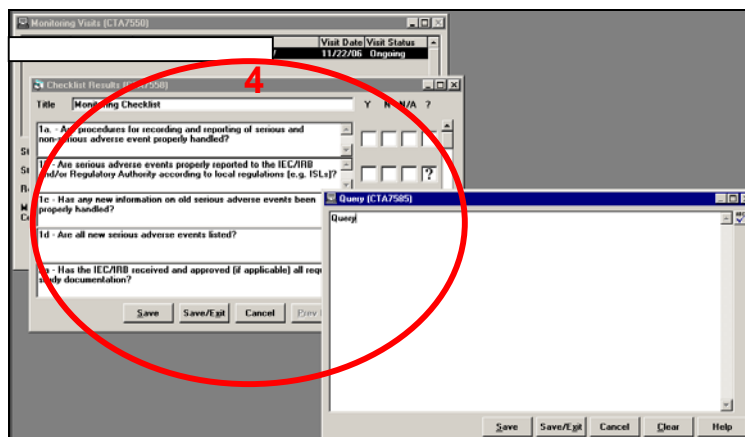 Monitoring Visits (CTA7550)
Visit Date Visit Status
11/22/06 Ongoing
4
Checklist Results
Title Monitoring Checklist Y N N/A ?
1a. - Are procedures for recording and reporting of serious and
non-serious adverse event properly handled?
- Are serious adverse events properly reported to the IEC/IRB
and/or Regulatory Authority according to local regulations [e.g. ISLs]? ?
1c - Has any new information on old serious adverse events been
properly handled?
1d - Are all new serious adverse events listed?
- Has the IEC/IRB received and approved (if applicable) all
study documentation?
Save Save/Exit Cancel Prev
Query (CTA7585)
Query
Save Save/Exit Cancel Clear Help